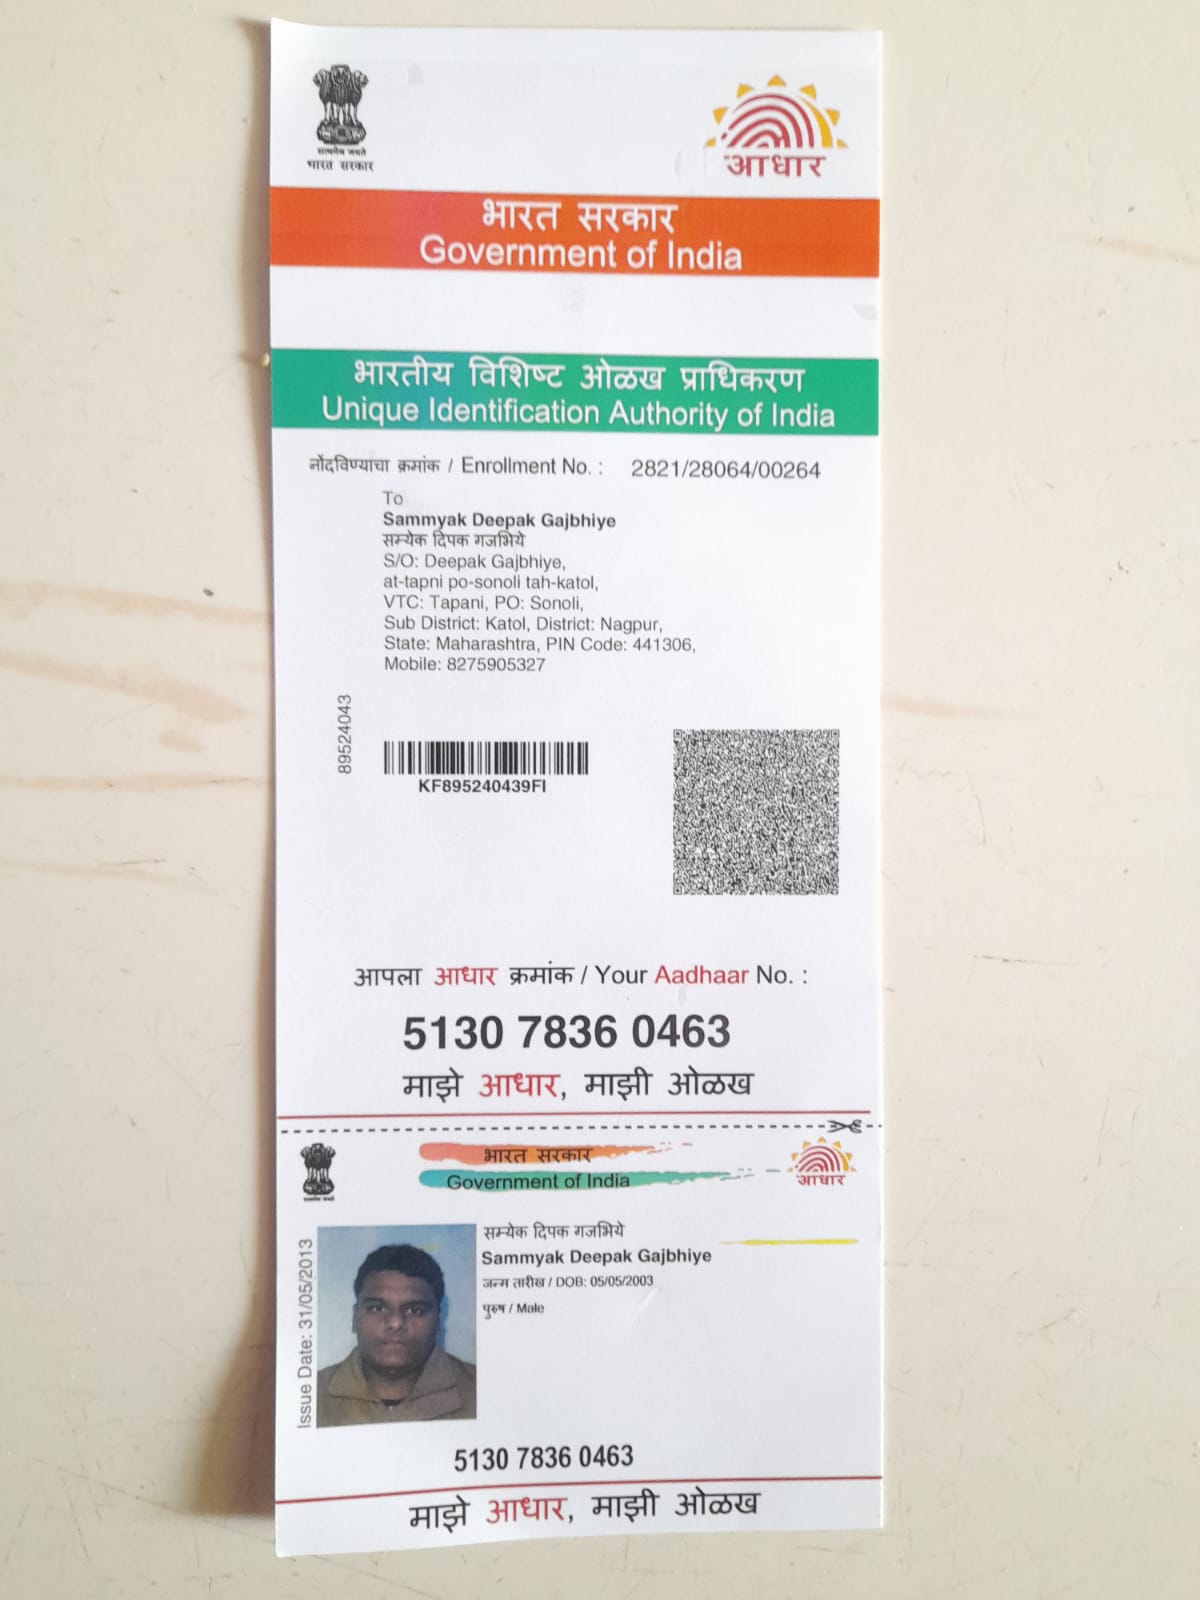 सत्यमेव जयते
भारत सरकार
आधार
भारत सरकार
Government of India
भारतीय विशिष्ट ओळख प्राधिकरण
Unique Identification Authority of India
नोंदविण्याचा क्रमांक / Enrollment No. : 2821/28064/00264
To
Sammyak Deepak Gajbhiye
सम्येक दिपक गजभिये
S/O: Deepak Gajbhiye,
at-tapni po-sonoli tah-katol,
VTC: Tapani, PO: Sonoli,
Sub District: Katol, District: Nagpur,
State: Maharashtra, PIN Code: 441306,
Mobile: 8275905327
89524043
KF895240439FI
आपला आधार क्रमांक / Your Aadhaar No. :
5130 7836 0463
माझे आधार, माझी ओळख
भारत सरकार
Government of India
आधार
सत्यमेव जयते
Issue Date: 31/05/2013
सम्येक दिपक गजभिये
Sammyak Deepak Gajbhiye
जन्म तारीख / DOB: 05/05/2003
पुरुष / Male
5130 7836 0463
माझे आधार, माझी ओळख